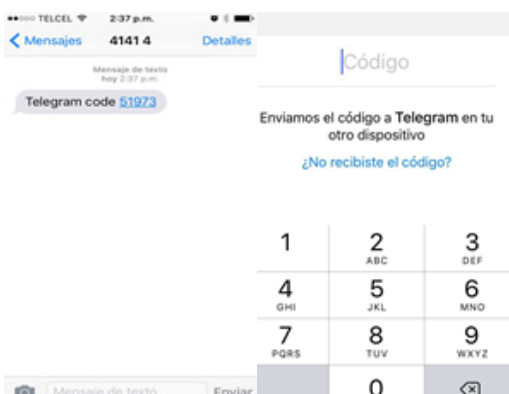 TELCEL 2:37 p.m.
Mensajes 4141 4 Detalles
Mensaje de texto
hoy 2:37 p.m.
Telegram code 51973
Mensaje de texto Enviar
Código
Enviamos el código a Telegram en tu
otro dispositivo
¿No recibiste el código?
1 2 3
ABC DEF
4 5 6
GHI JKL MNO
7 8 9
PQRS TUV WXYZ
0